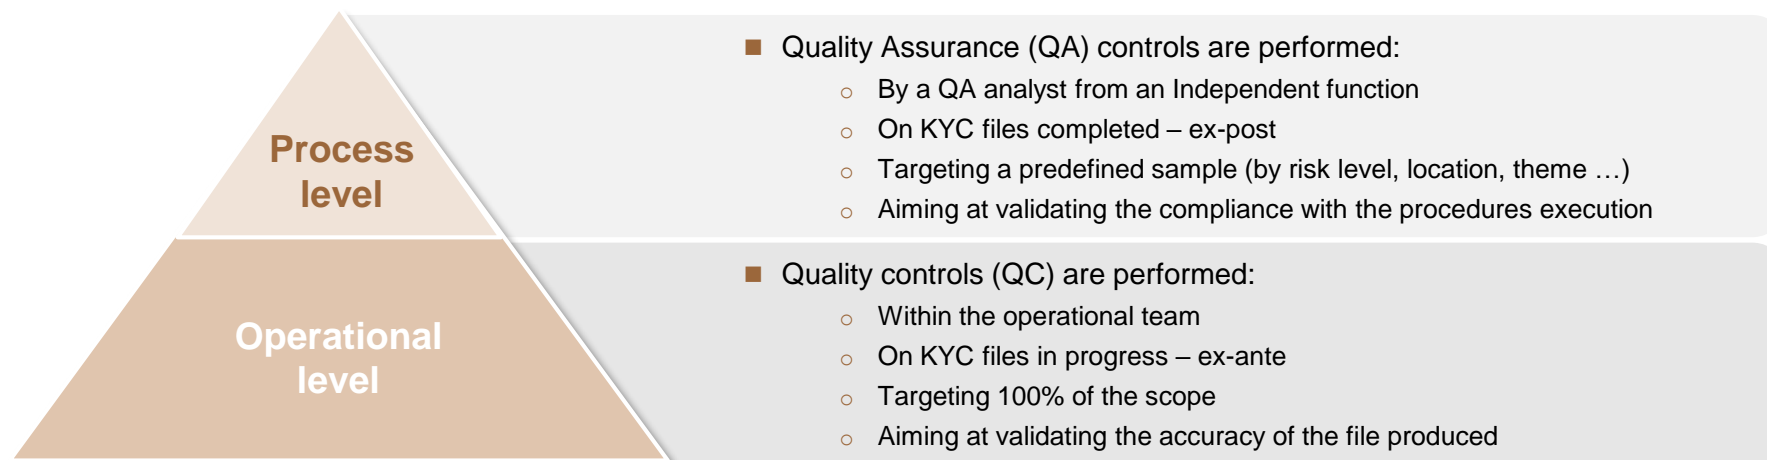 Process
level
■ Quality Assurance (QA) controls are performed:
o By a QA analyst from an Independent function
o On KYC files completed – ex-post
o Targeting a predefined sample (by risk level, location, theme …)
o Aiming at validating the compliance with the procedures execution
Operational
level
■ Quality controls (QC) are performed:
o Within the operational team
o On KYC files in progress – ex-ante
o Targeting 100% of the scope
o Aiming at validating the accuracy of the file produced